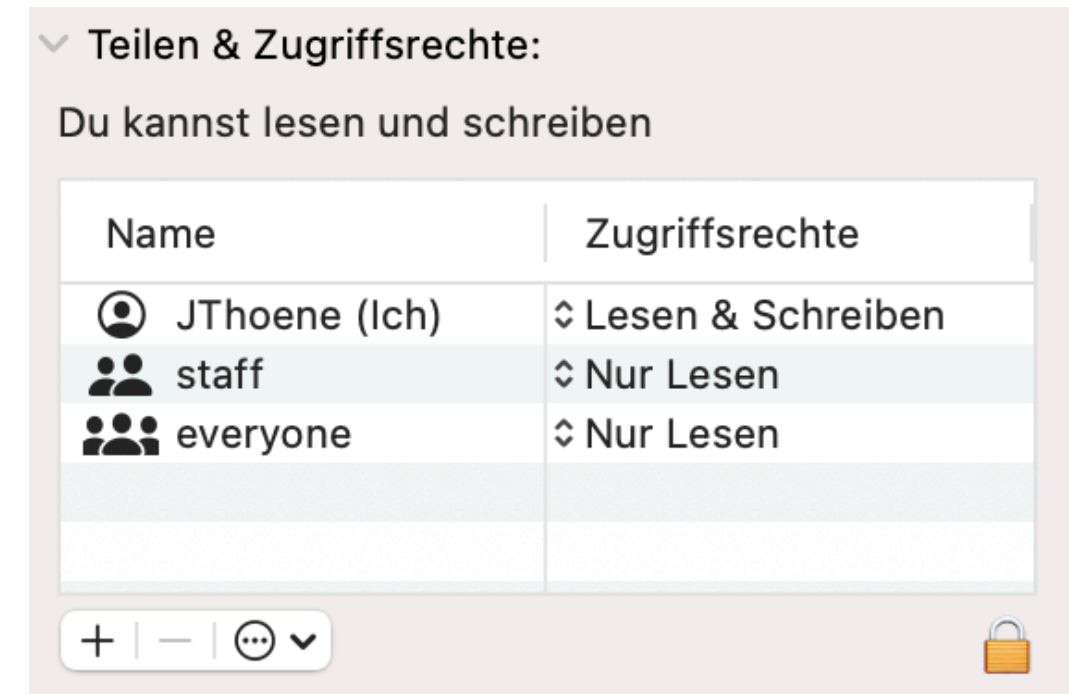 Teilen & Zugriffsrechte:
Du kannst lesen und schreiben
Name Zugriffsrechte
JThoene (Ich) Lesen & Schreiben
staff Nur Lesen
everyone Nur Lesen